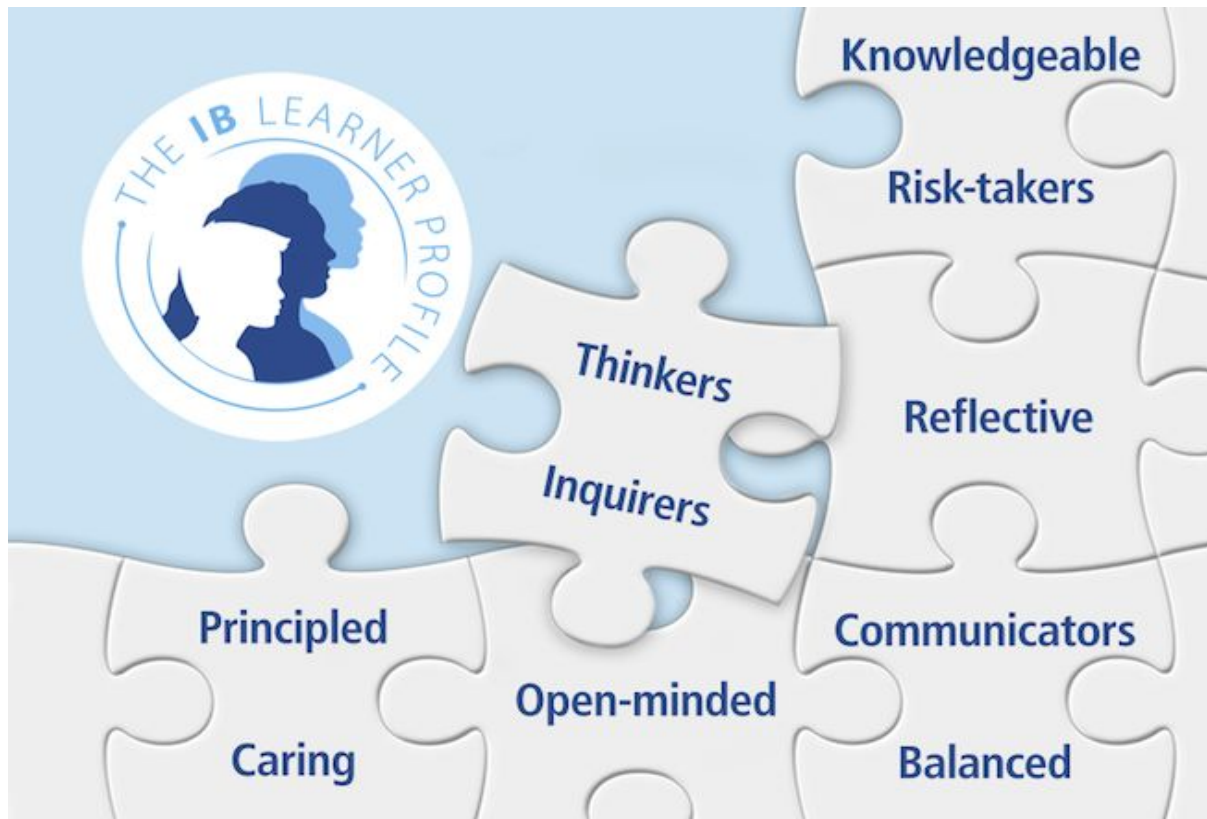 THE IB LEARNER PROFILE
Knowledgeable
Risk-takers
Thinkers
Inquirers
Reflective
Principled
Caring
Open-minded
Communicators
Balanced